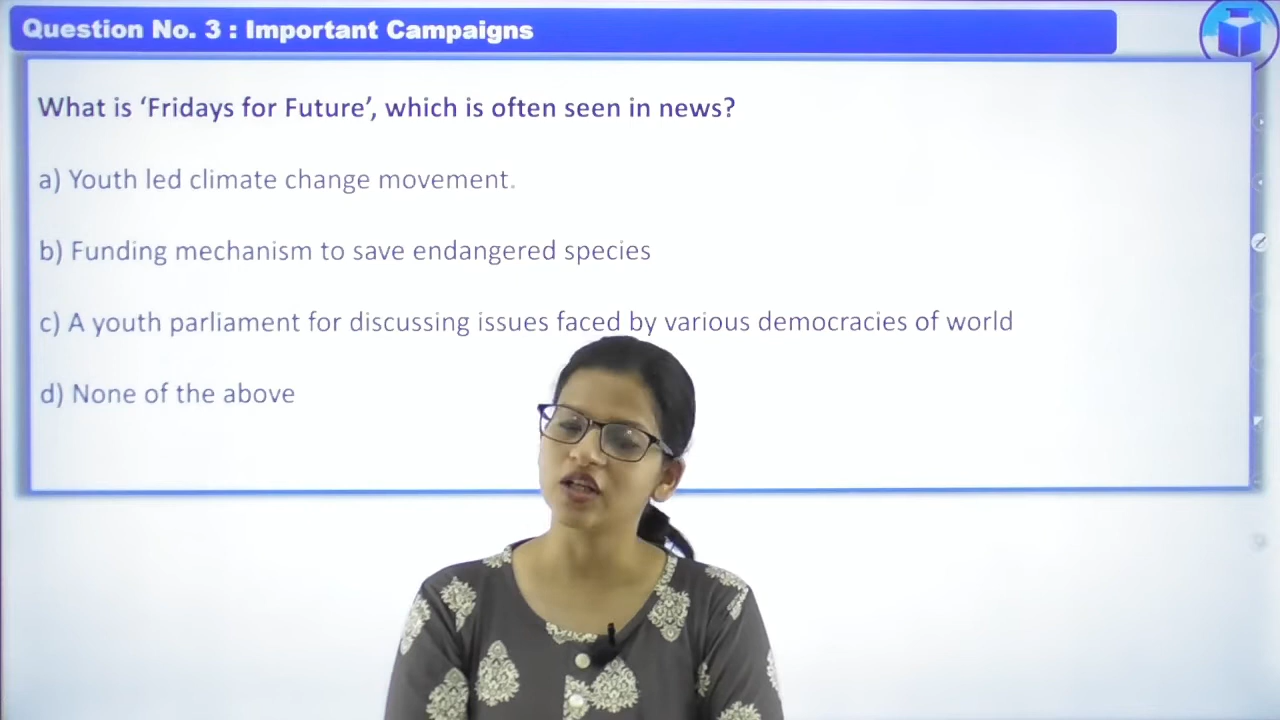 Question No. 3 : Important Campaigns
What is ‘Fridays for Future’, which is often seen in news?
a) Youth led climate change movement.
b) Funding mechanism to save endangered species
c) A youth parliament for discussing issues faced by various democracies of world
d) None of the above